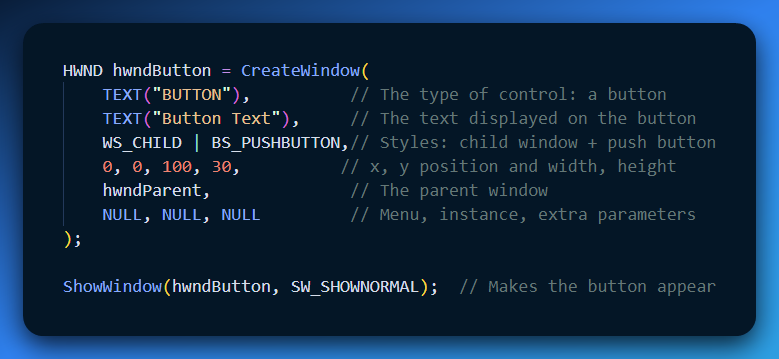 HWND hwndButton = CreateWindow(
    TEXT("BUTTON"),          // The type of control: a button
    TEXT("Button Text"),     // The text displayed on the button
    WS_CHILD | BS_PUSHBUTTON,// Styles: child window + push button
    0, 0, 100, 30,          // x, y position and width, height
    hwndParent,              // The parent window
    NULL, NULL, NULL         // Menu, instance, extra parameters
);
ShowWindow(hwndButton, SW_SHOWNORMAL);  // Makes the button appear